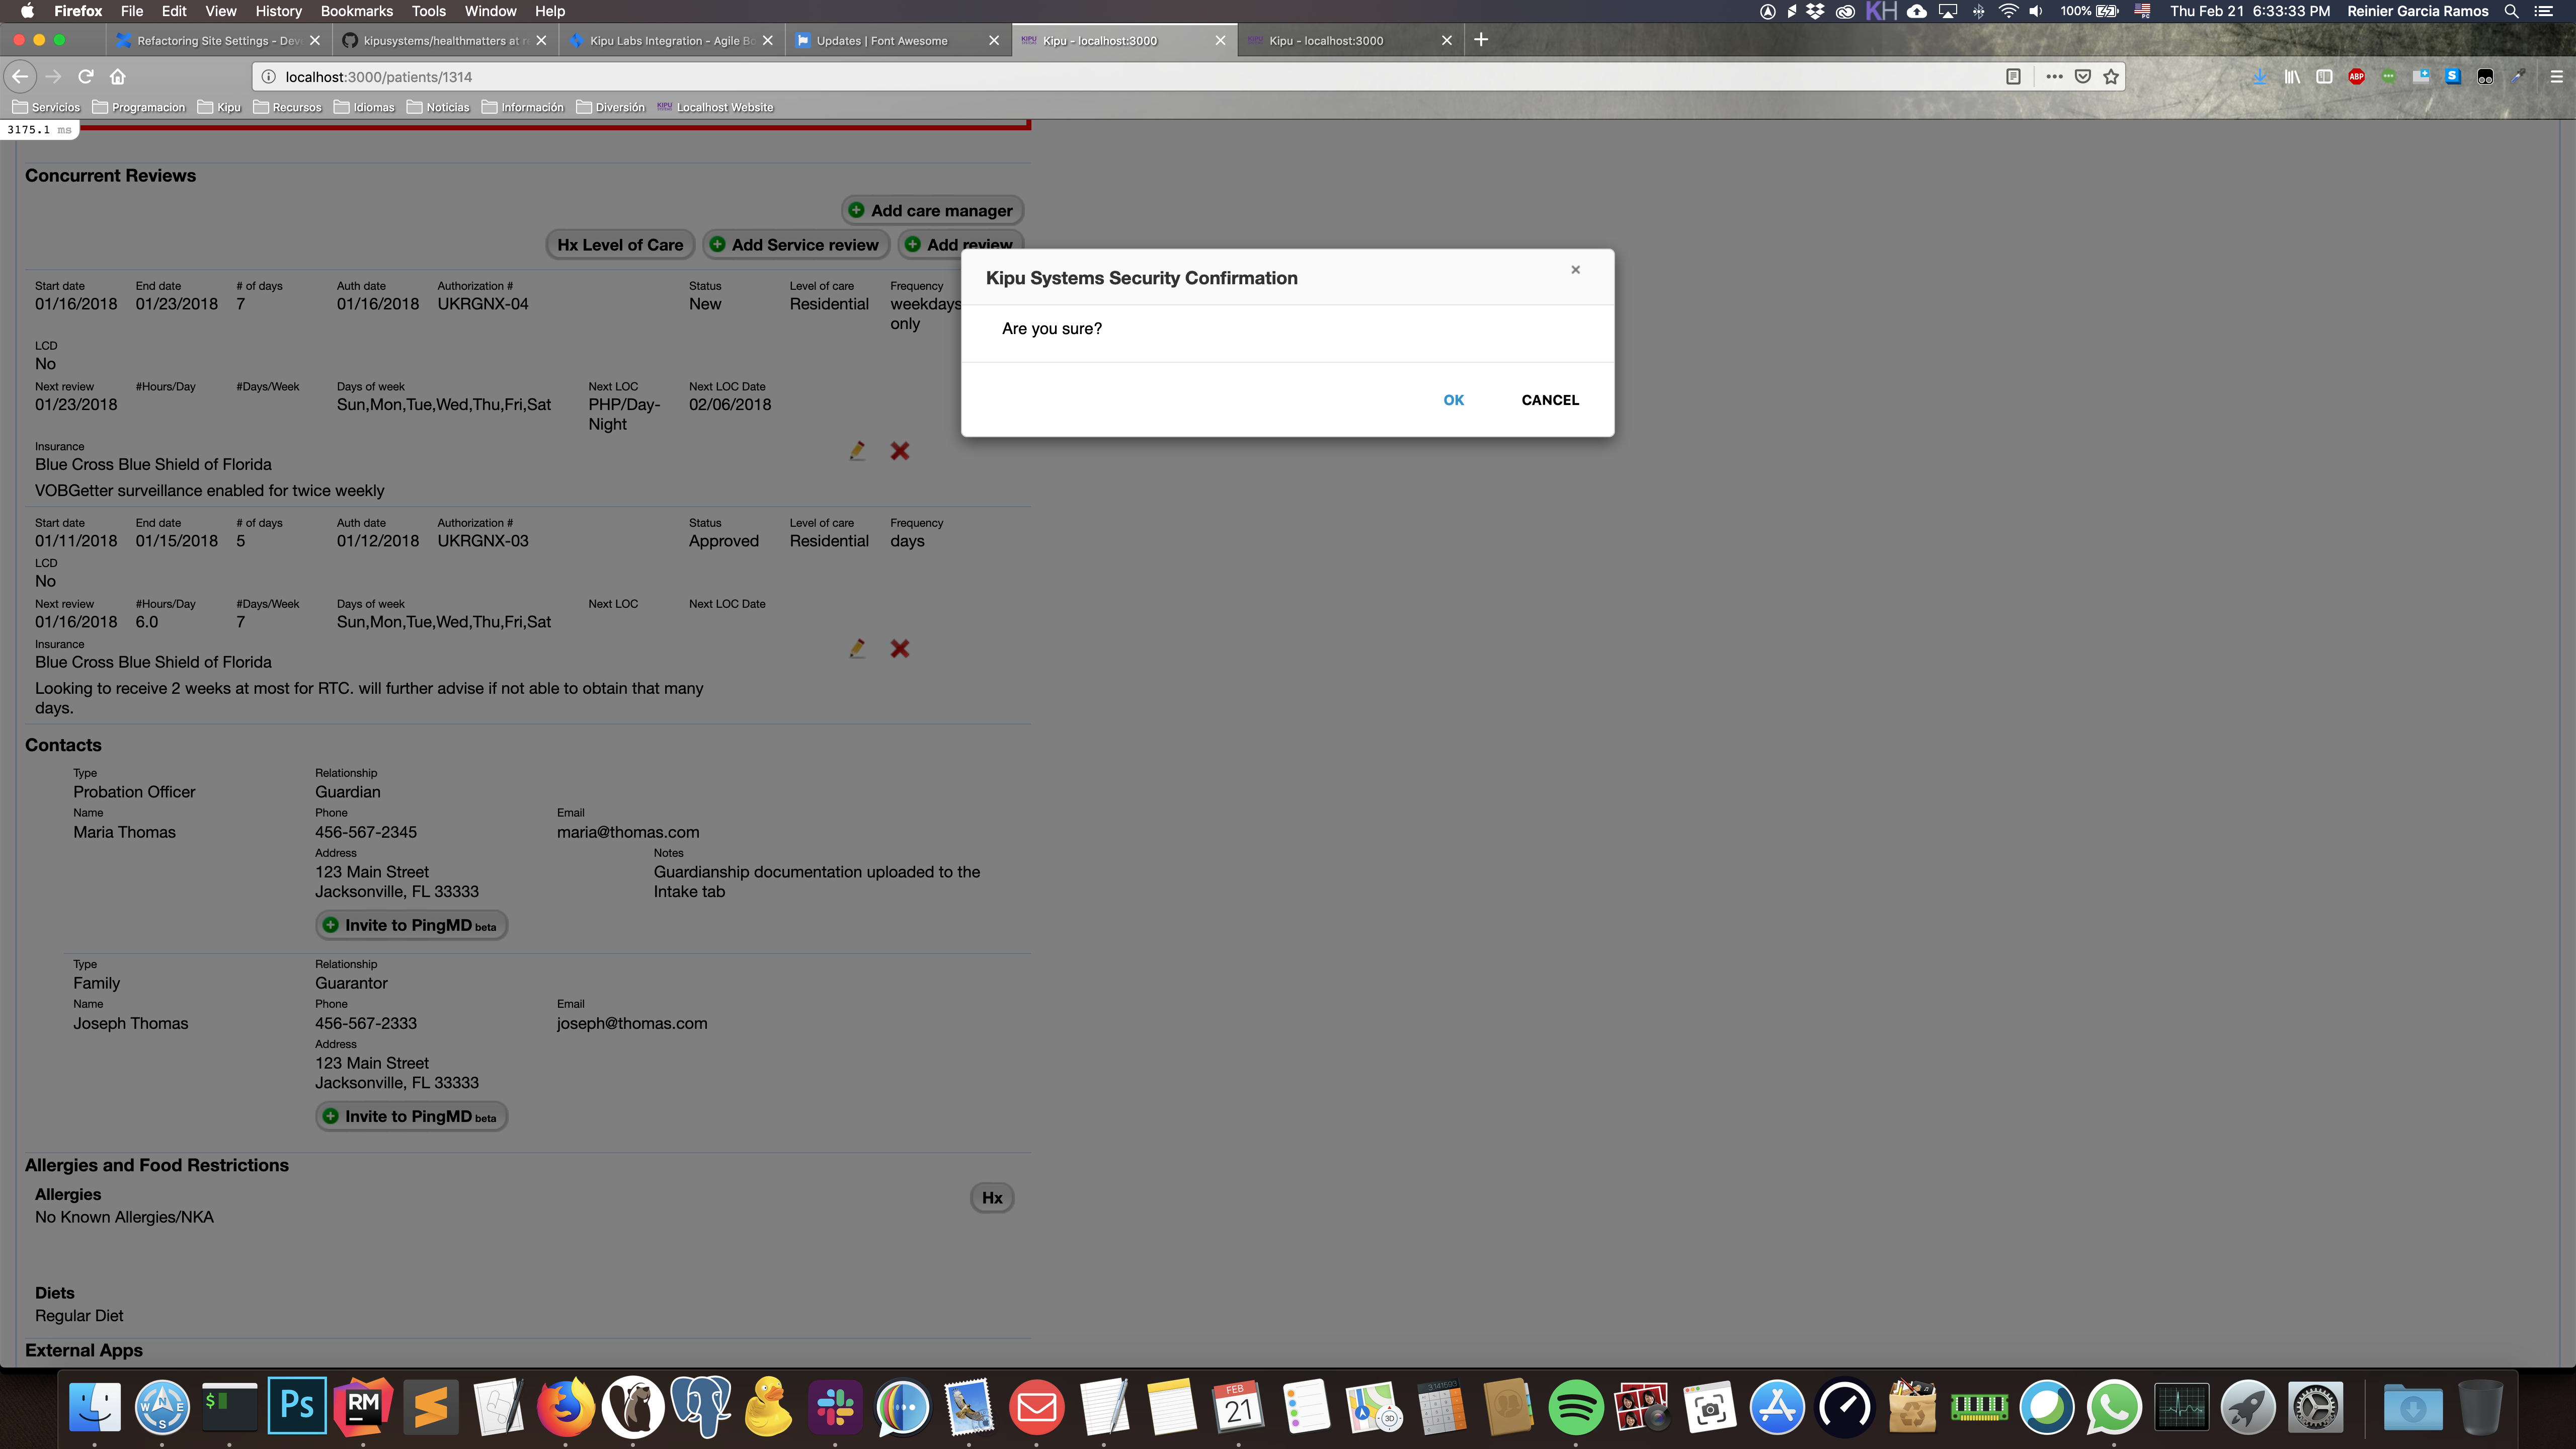 Firefox File Edit View History Bookmarks Tools Window Help
KH 100% Thu Feb 21 6:33:33 PM Reinier Garcia Ramos
Refactoring Site Settings - Dev
kipusystems/healthmatters at r
Kipu Labs Integration - Agile Bo
Updates | Font Awesome
KIPU Kipu - localhost:3000
KIPU Kipu - localhost:3000
localhost:3000/patients/1314
ABP
S
Servicios Programacion Kipu Recursos Idiomas Noticias Información Diversión KIPU Localhost Website
3175.1 ms
Concurrent Reviews
Add care manager
Hx Level of Care Add Service review Add review
Kipu Systems Security Confirmation ×
Are you sure?
OK CANCEL
Start date End date # of days Auth date Authorization # Status Level of care Frequency
01/16/2018 01/23/2018 7 01/16/2018 UKRGNX-04 New Residential weekdays
only
LCD
No
Next review #Hours/Day #Days/Week Days of week Next LOC Next LOC Date
01/23/2018 Sun,Mon,Tue,Wed,Thu,Fri,Sat PHP/Day- 02/06/2018
Night
Insurance
Blue Cross Blue Shield of Florida
VOBGetter surveillance enabled for twice weekly
Start date End date # of days Auth date Authorization # Status Level of care Frequency
01/11/2018 01/15/2018 5 01/12/2018 UKRGNX-03 Approved Residential days
LCD
No
Next review #Hours/Day #Days/Week Days of week Next LOC Next LOC Date
01/16/2018 6.0 7 Sun,Mon,Tue,Wed,Thu,Fri,Sat
Insurance
Blue Cross Blue Shield of Florida
Looking to receive 2 weeks at most for RTC. will further advise if not able to obtain that many
days.
Contacts
Type Relationship
Probation Officer Guardian
Name Phone Email
Maria Thomas 456-567-2345 maria@thomas.com
Address Notes
123 Main Street Guardianship documentation uploaded to the
Jacksonville, FL 33333 Intake tab
Invite to PingMD beta
Type Relationship
Family Guarantor
Name Phone Email
Joseph Thomas 456-567-2333 joseph@thomas.com
Address
123 Main Street
Jacksonville, FL 33333
Invite to PingMD beta
Allergies and Food Restrictions
Allergies Hx
No Known Allergies/NKA
Diets
Regular Diet
External Apps
N W E S $ Ps RM FEB 21 3D